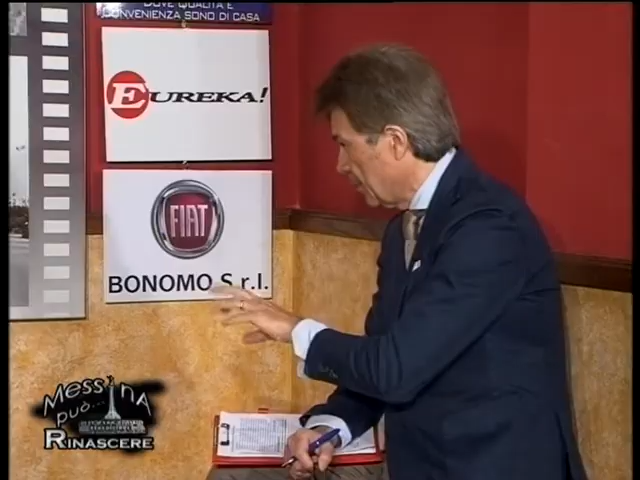 DOVE QUALITÀ E
CONVENIENZA SONO DI CASA
EUREKA!
FIAT
BONOMO S.r.l.
Messina
può...
RINASCERE